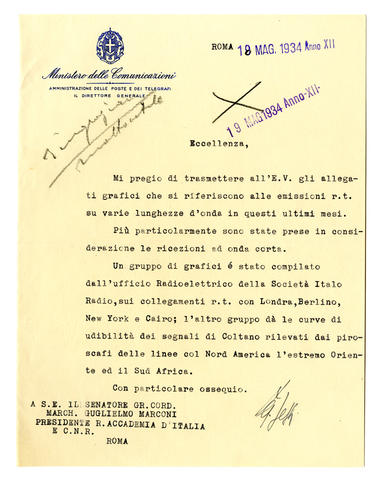 ROMA 18 MAG. 1934 Anno XII
Ministero delle Comunicazioni
AMMINISTRAZIONE DELLE POSTE E DEI TELEGRAFI
IL DIRETTORE GENERALE
19 MAG 1934 Anno XII
Eccellenza,
Mi pregio di trasmettere all'E.V. gli allega-
ti grafici che si riferiscono alle emissioni r.t.
su varie lunghezze d'onda in questi ultimi mesi.
Più particolarmente sono state prese in consi-
derazione le ricezioni ad onda corta.
Un gruppo di grafici é stato compilato
dall'ufficio Radioelettrico della Società Italo
Radio, sui collegamenti r.t. con Londra, Berlino,
New York e Cairo; l'altro gruppo dà le curve di
udibilità dei segnali di Coltano rilevati dai piro-
scafi delle linee col Nord America l'estremo Orien-
te ed il Sud Africa.
Con particolare ossequio.
A S.E. IL SENATORE GR.CORD.
MARCH. GUGLIELMO MARCONI
PRESIDENTE R.ACCADEMIA D'ITALIA
E C.N.R.
ROMA